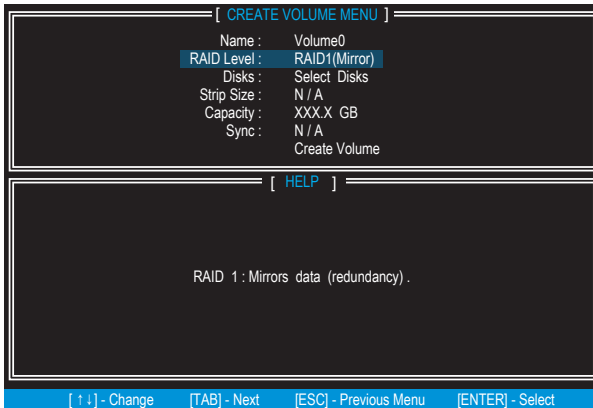 [ CREATE VOLUME MENU ]
Name : Volume0
RAID Level : RAID1(Mirror)
Disks : Select Disks
Strip Size : N / A
Capacity : XXX.X GB
Sync : N / A
Create Volume
[ HELP ]
RAID 1 : Mirrors data (redundancy) .
[ ↑↓] - Change [TAB] - Next [ESC] - Previous Menu [ENTER] - Select